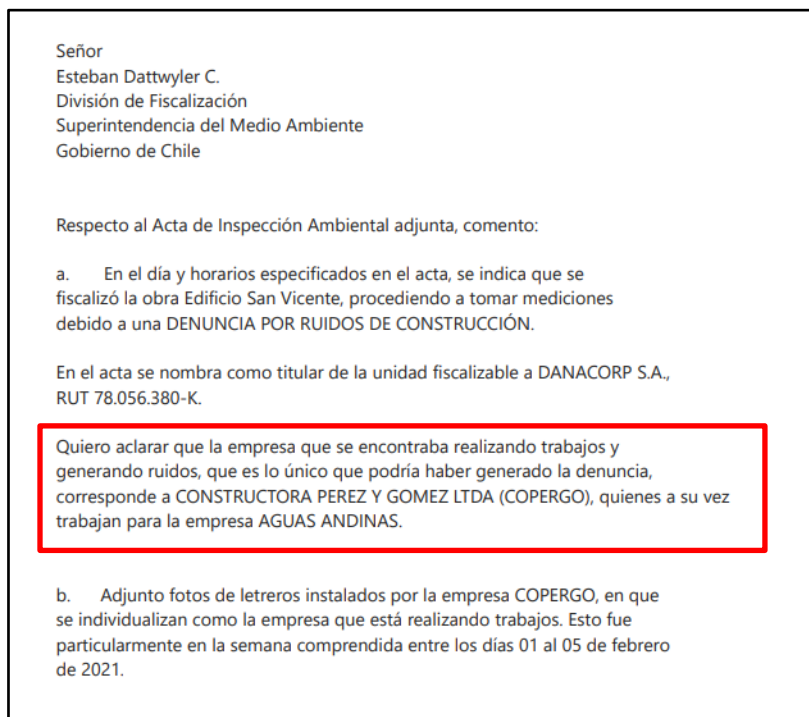 Señor
Esteban Dattwyler C.
División de Fiscalización
Superintendencia del Medio Ambiente
Gobierno de Chile
Respecto al Acta de Inspección Ambiental adjunta, comento:
a. En el día y horarios especificados en el acta, se indica que se
fiscalizó la obra Edificio San Vicente, procediendo a tomar mediciones
debido a una DENUNCIA POR RUIDOS DE CONSTRUCCIÓN.
En el acta se nombra como titular de la unidad fiscalizable a DANACORP S.A.,
RUT 78.056.380-K.
Quiero aclarar que la empresa que se encontraba realizando trabajos y
generando ruidos, que es lo único que podría haber generado la denuncia,
corresponde a CONSTRUCTORA PEREZ Y GOMEZ LTDA (COPERGO), quienes a su vez
trabajan para la empresa AGUAS ANDINAS.
b. Adjunto fotos de letreros instalados por la empresa COPERGO, en que
se individualizan como la empresa que está realizando trabajos. Esto fue
particularmente en la semana comprendida entre los días 01 al 05 de febrero
de 2021.